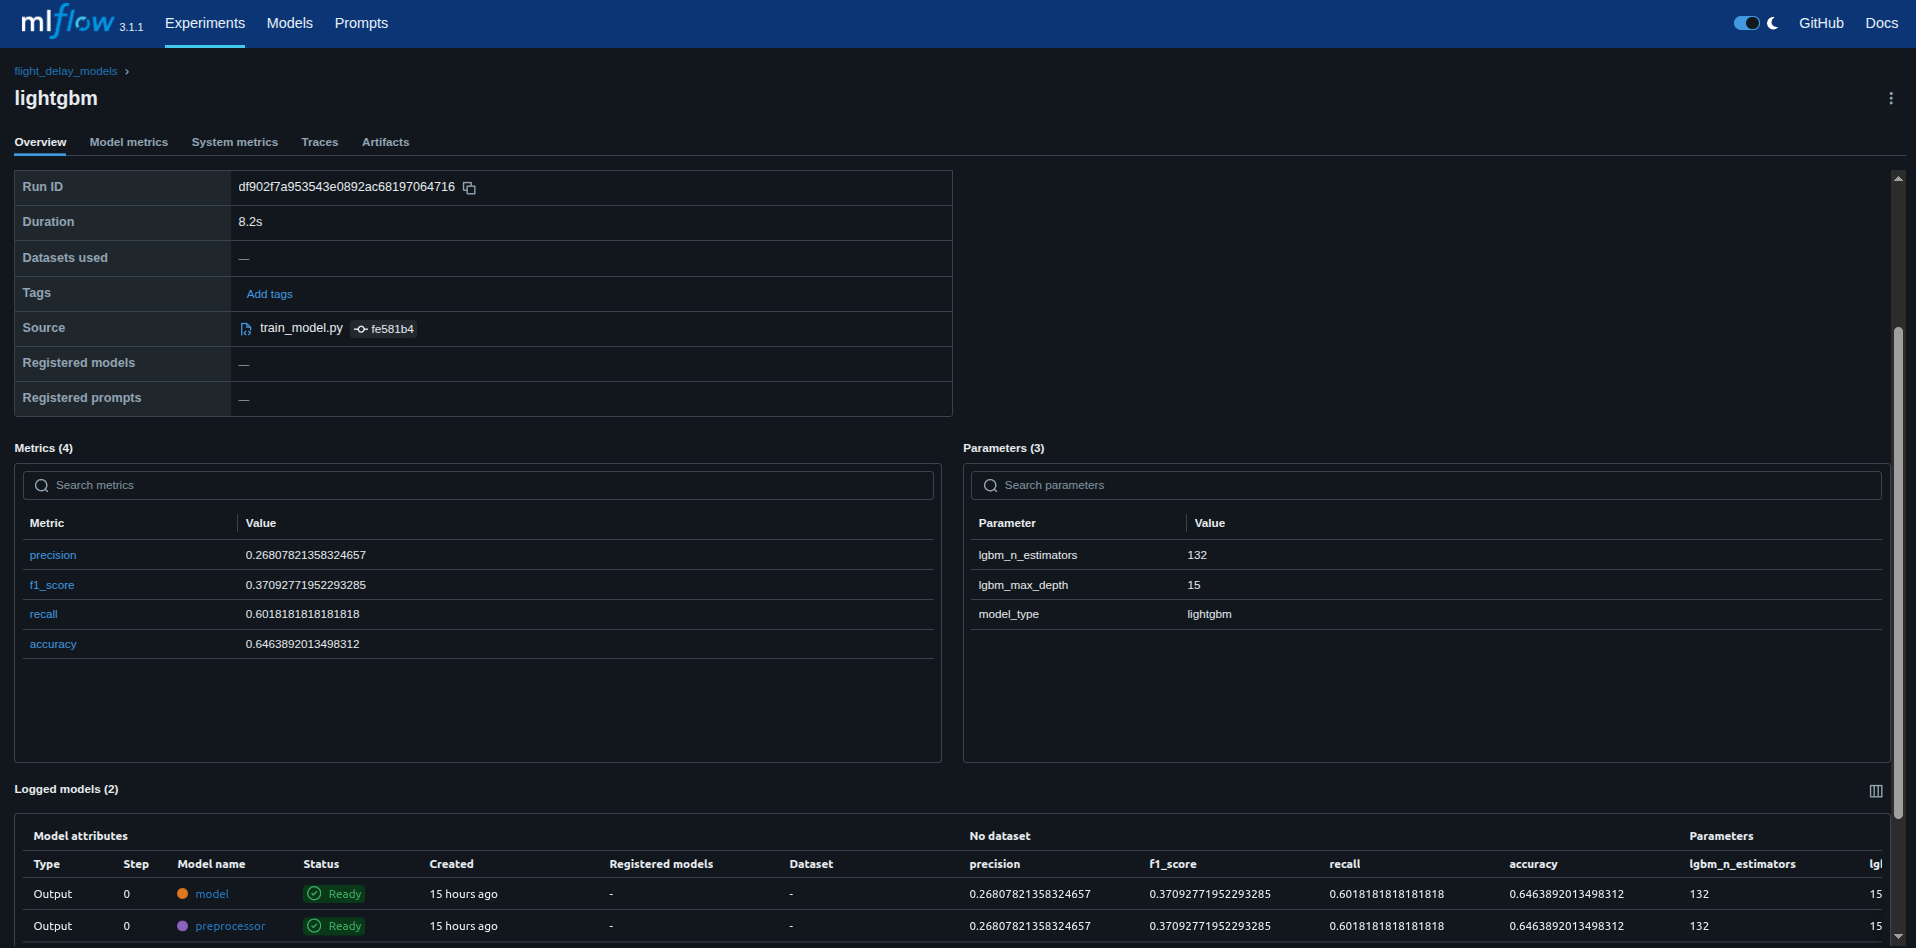 mlflow 3.1.1 Experiments Models Prompts GitHub Docs
flight_delay_models ›
lightgbm
Overview Model metrics System metrics Traces Artifacts
Run ID df902f7a953543e0892ac68197064716
Duration 8.2s
Datasets used —
Tags Add tags
Source train_model.py fe581b4
Registered models —
Registered prompts —
Metrics (4)
Search metrics
Metric Value
precision 0.26807821358324657
f1_score 0.37092771952293285
recall 0.6018181818181818
accuracy 0.6463892013498312
Parameters (3)
Search parameters
Parameter Value
lgbm_n_estimators 132
lgbm_max_depth 15
model_type lightgbm
Logged models (2)
Model attributes No dataset Parameters
Type Step Model name Status Created Registered models Dataset precision f1_score recall accuracy lgbm_n_estimators
Output 0 model Ready 15 hours ago - - 0.26807821358324657 0.37092771952293285 0.6018181818181818 0.6463892013498312 132 15
Output 0 preprocessor Ready 15 hours ago - - 0.26807821358324657 0.37092771952293285 0.6018181818181818 0.6463892013498312 132 15